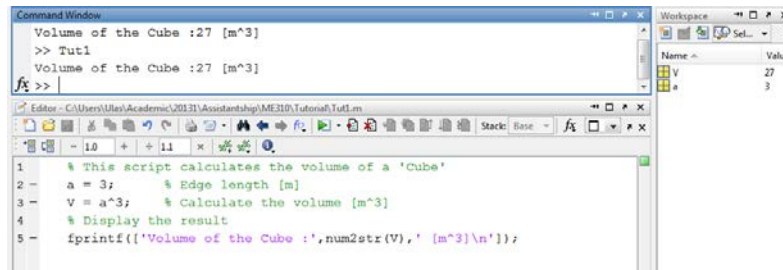 Command Window
Workspace
Volume of the Cube :27 [m^3]
>> Tut1
Volume of the Cube :27 [m^3]
fx >>
Sel...
Name Valu
V 27
a 3
Editor - C:\Users\Ulas\Academic\20131\Assistantship\ME310\Tutorial\Tut1.m
Stack: Base fx
- 1.0 + ÷ 1.1 ×
1 % This script calculates the volume of a 'Cube'
2 - a = 3; % Edge length [m]
3 - V = a^3; % Calculate the volume [m^3]
4 % Display the result
5 - fprintf(['Volume of the Cube :',num2str(V),' [m^3]\n']);